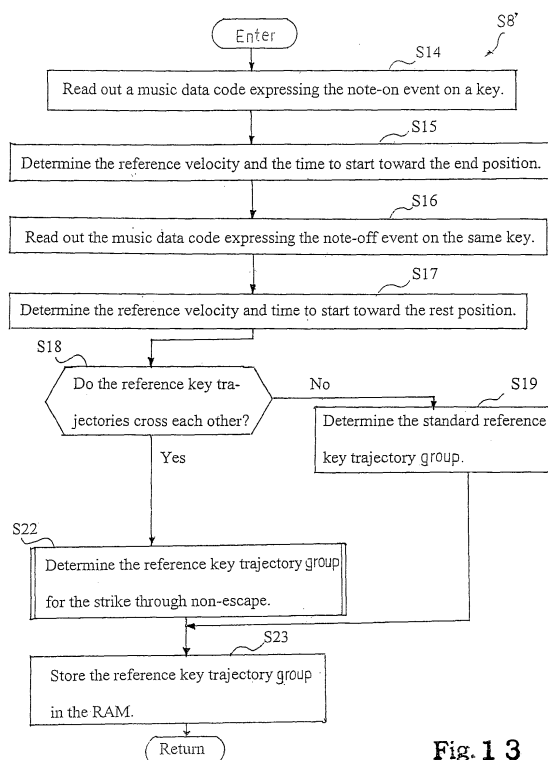 Enter
S8'
S14
Read out a music data code expressing the note-on event on a key.
S15
Determine the reference velocity and the time to start toward the end position.
S16
Read out the music data code expressing the note-off event on the same key.
S17
Determine the reference velocity and time to start toward the rest position.
S18
Do the reference key tra-
jectories cross each other?
No
S19
Determine the standard reference
key trajectory group.
Yes
S22
Determine the reference key trajectory group
for the strike through non-escape.
S23
Store the reference key trajectory group
in the RAM.
Return
Fig. 13